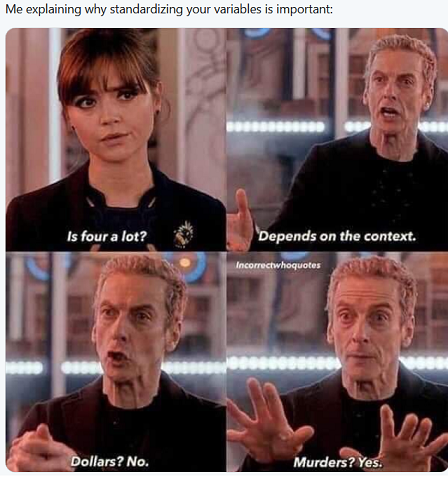 Me explaining why standardizing your variables is important:
Is four a lot?
Depends on the context.
Incorrectwhoquotes
Dollars? No.
Murders? Yes.